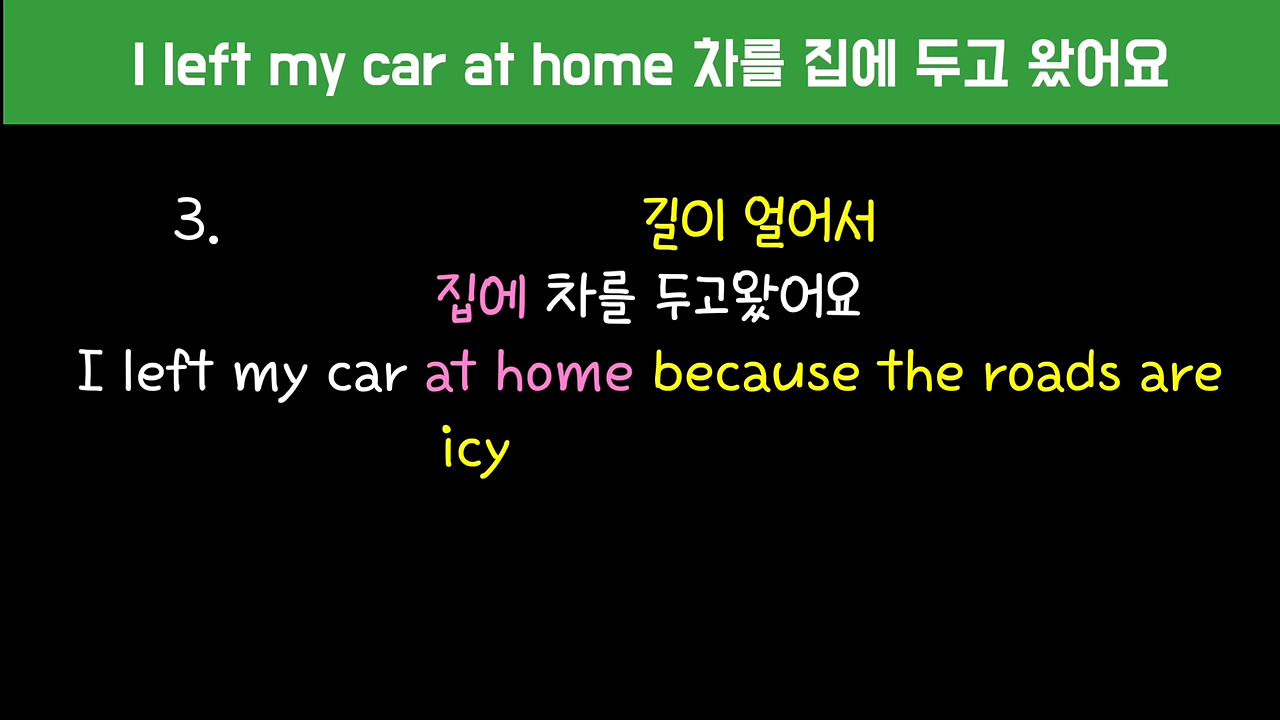 I left my car at home 차를 집에 두고 왔어요
3. 길이 얼어서
집에 차를 두고왔어요
I left my car at home because the roads are
icy